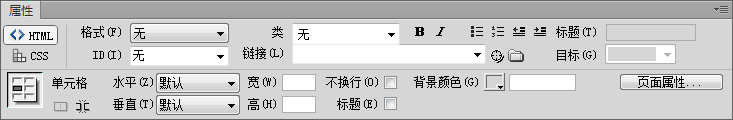 属性
<> HTML 格式(F) 无 类 无 B I 标题(T)
CSS ID(I) 无 链接(L) 目标(G)
单元格 水平(Z) 默认 宽(W) 不换行(O) 背景颜色(G) 页面属性...
垂直(T) 默认 高(H) 标题(E)